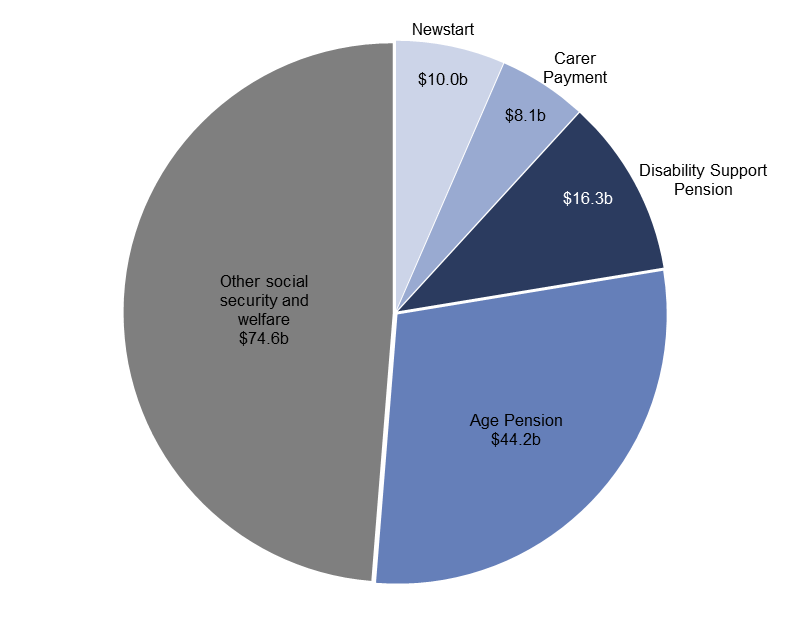 Newstart
$10.0b
Carer
Payment
$8.1b
Disability Support
Pension
$16.3b
Other social
security and
welfare
$74.6b
Age Pension
$44.2b